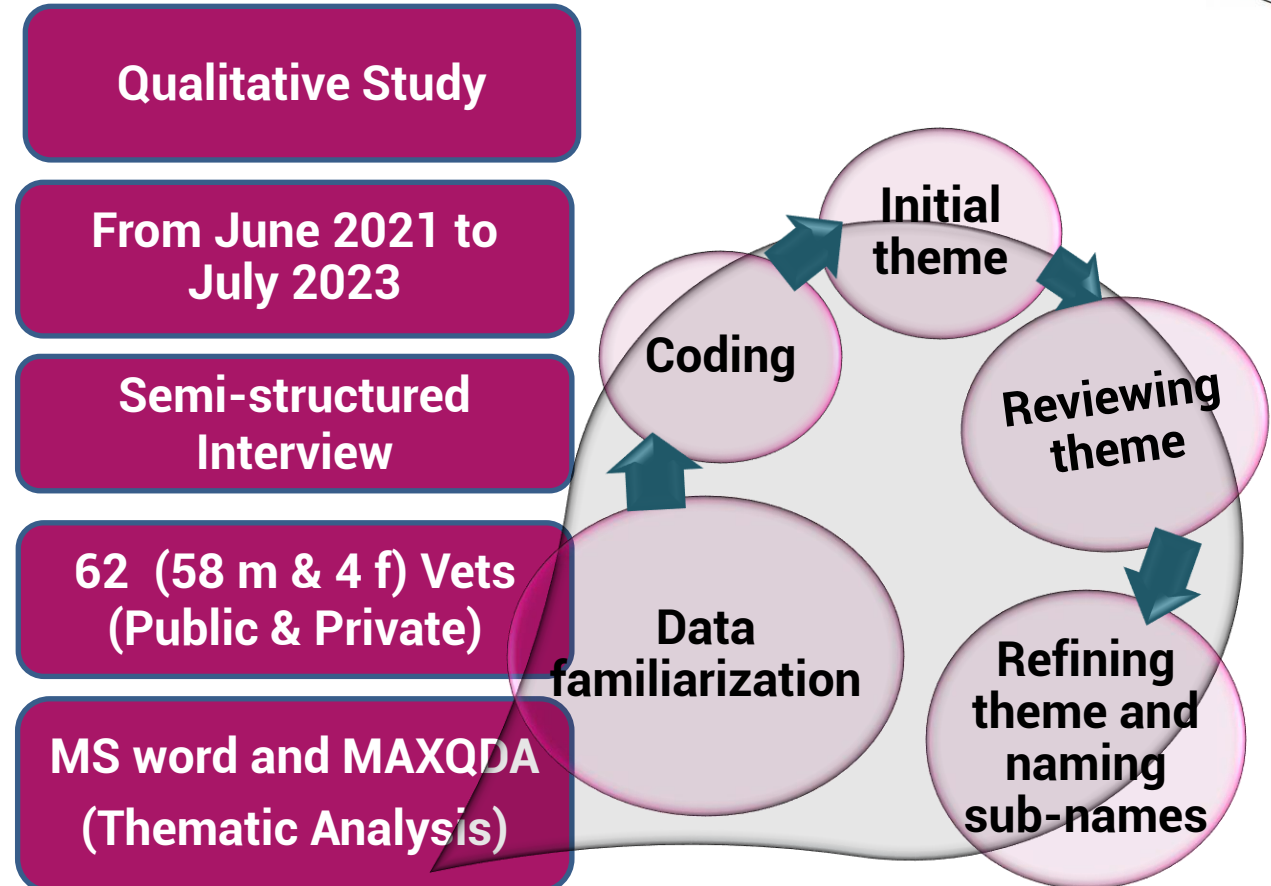 Qualitative Study
From June 2021 to
July 2023
Semi-structured
Interview
62 (58 m & 4 f) Vets
(Public & Private)
MS word and MAXQDA
(Thematic Analysis)
Data
familiarization
Coding
Initial
theme
Reviewing
theme
Refining
theme and
naming
sub-names